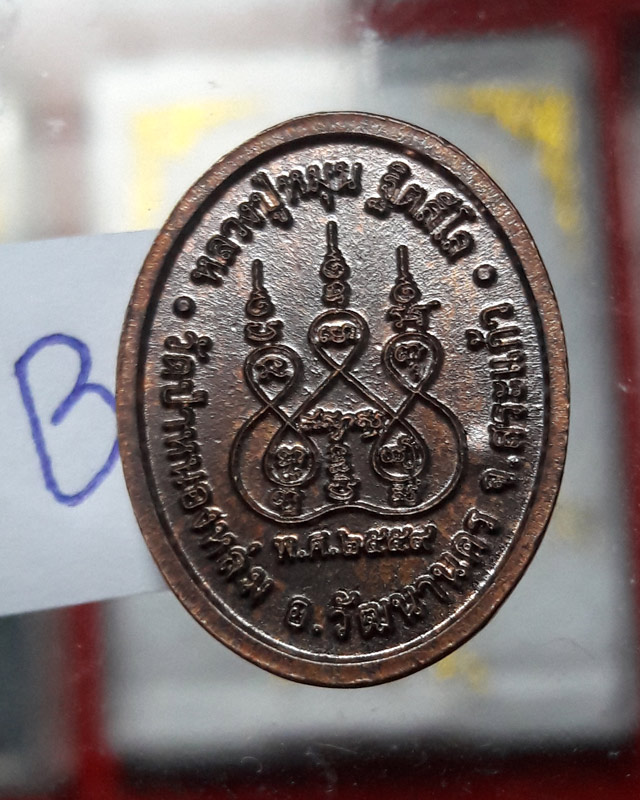 หลวงปู่หมุน ฐิตสีโล
วัดป่าหนองหล่ม อ.วัฒนานคร จ.สระแก้ว
พ.ศ.๒๕๕๙
B